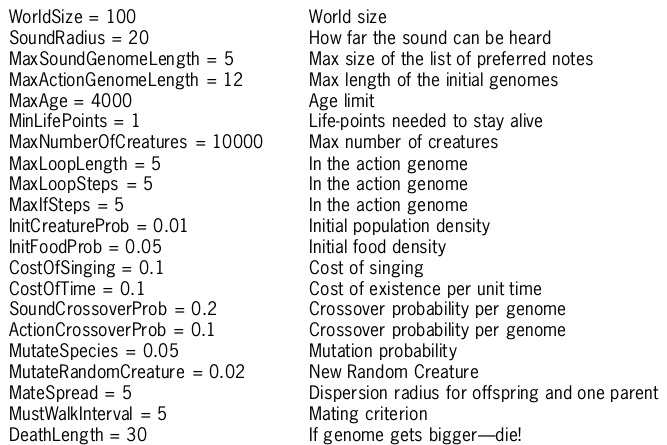 WorldSize = 100 World size
SoundRadius = 20 How far the sound can be heard
MaxSoundGenomeLength = 5 Max size of the list of preferred notes
MaxActionGenomeLength = 12 Max length of the initial genomes
MaxAge = 4000 Age limit
MinLifePoints = 1 Life-points needed to stay alive
MaxNumberOfCreatures = 10000 Max number of creatures
MaxLoopLength = 5 In the action genome
MaxLoopSteps = 5 In the action genome
MaxIfSteps = 5 In the action genome
InitCreatureProb = 0.01 Initial population density
InitFoodProb = 0.05 Initial food density
CostOfSinging = 0.1 Cost of singing
CostOfTime = 0.1 Cost of existence per unit time
SoundCrossoverProb = 0.2 Crossover probability per genome
ActionCrossoverProb = 0.1 Crossover probability per genome
MutateSpecies = 0.05 Mutation probability
MutateRandomCreature = 0.02 New Random Creature
MateSpread = 5 Dispersion radius for offspring and one parent
MustWalkInterval = 5 Mating criterion
DeathLength = 30 If genome gets bigger—die!